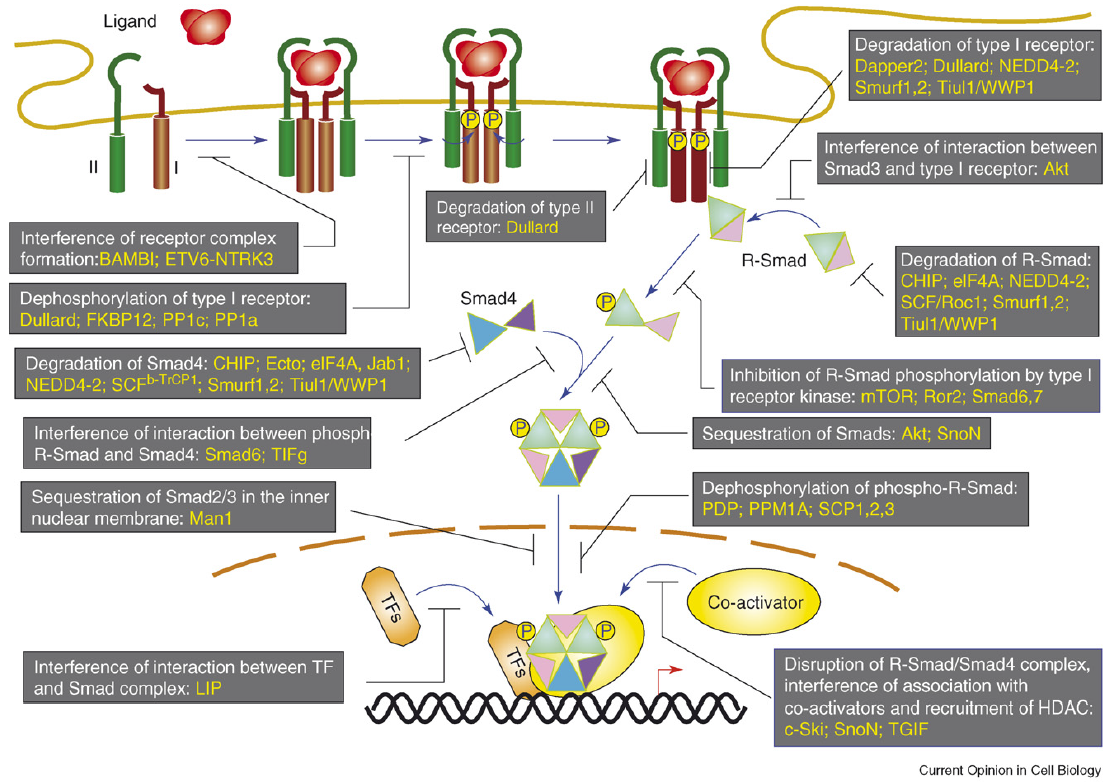 Ligand
II
I
P
P
P
P
Degradation of type I receptor:
Dapper2; Dullard; NEDD4-2;
Smurf1,2; Tiul1/WWP1
Interference of interaction between
Smad3 and type I receptor: Akt
Degradation of type II
receptor: Dullard
Interference of receptor complex
formation:BAMBI; ETV6-NTRK3
R-Smad
Degradation of R-Smad:
CHIP; eIF4A; NEDD4-2;
SCF/Roc1; Smurf1,2;
Tiul1/WWP1
Dephosphorylation of type I receptor:
Dullard; FKBP12; PP1c; PP1a
Smad4
P
Degradation of Smad4: CHIP; Ecto; eIF4A, Jab1;
NEDD4-2; SCFb-TrCP1; Smurf1,2; Tiul1/WWP1
Inhibition of R-Smad phosphorylation by type I
receptor kinase: mTOR; Ror2; Smad6,7
Interference of interaction between phosph-
R-Smad and Smad4: Smad6; TIFg
P
P
Sequestration of Smads: Akt; SnoN
Sequestration of Smad2/3 in the inner
nuclear membrane: Man1
Dephosphorylation of phospho-R-Smad:
PDP; PPM1A; SCP1,2,3
TFs
Co-activator
P
P
TFs
Interference of interaction between TF
and Smad complex: LIP
Disruption of R-Smad/Smad4 complex,
interference of association with
co-activators and recruitment of HDAC:
c-Ski; SnoN; TGIF
Current Opinion in Cell Biology